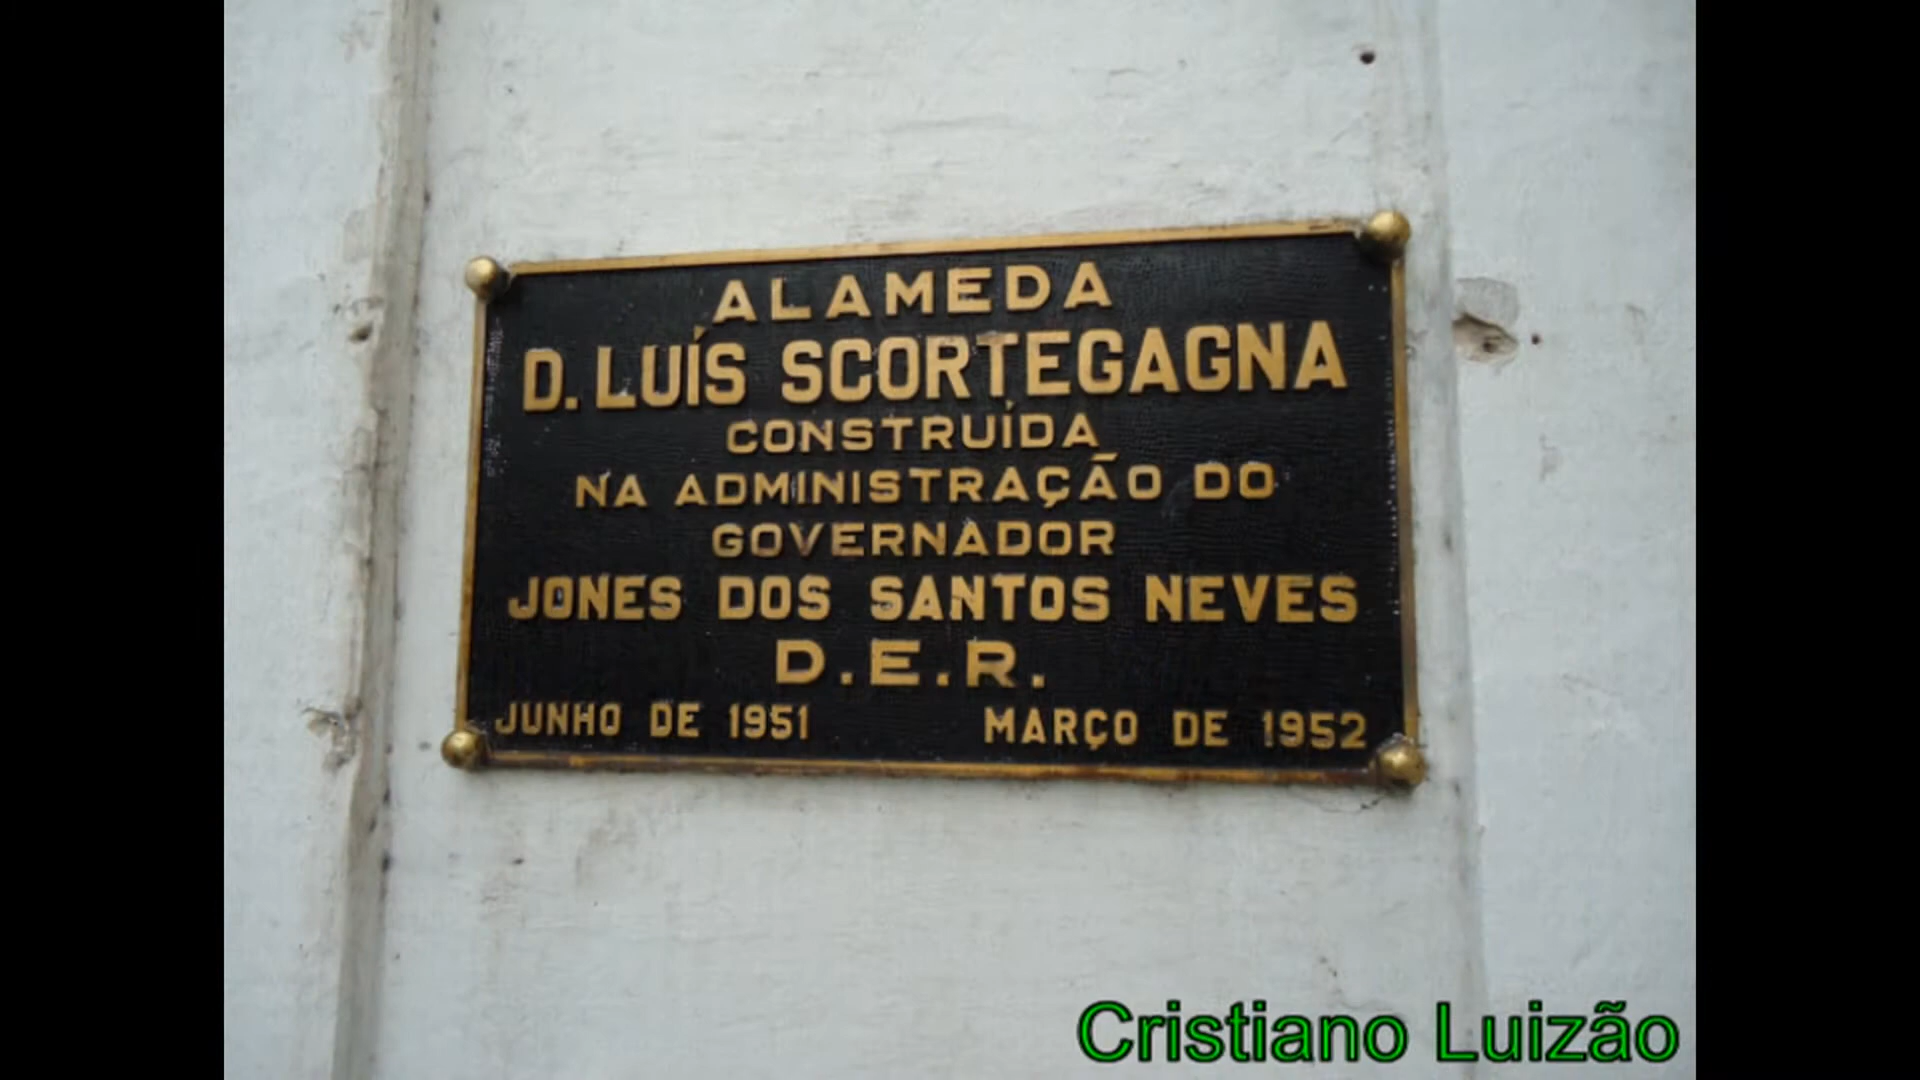 ALAMEDA
D. LUÍS SCORTEGAGNA
CONSTRUÍDA
NA ADMINISTRAÇÃO DO
GOVERNADOR
JONES DOS SANTOS NEVES
D.E.R.
JUNHO DE 1951 MARÇO DE 1952
Cristiano Luizão